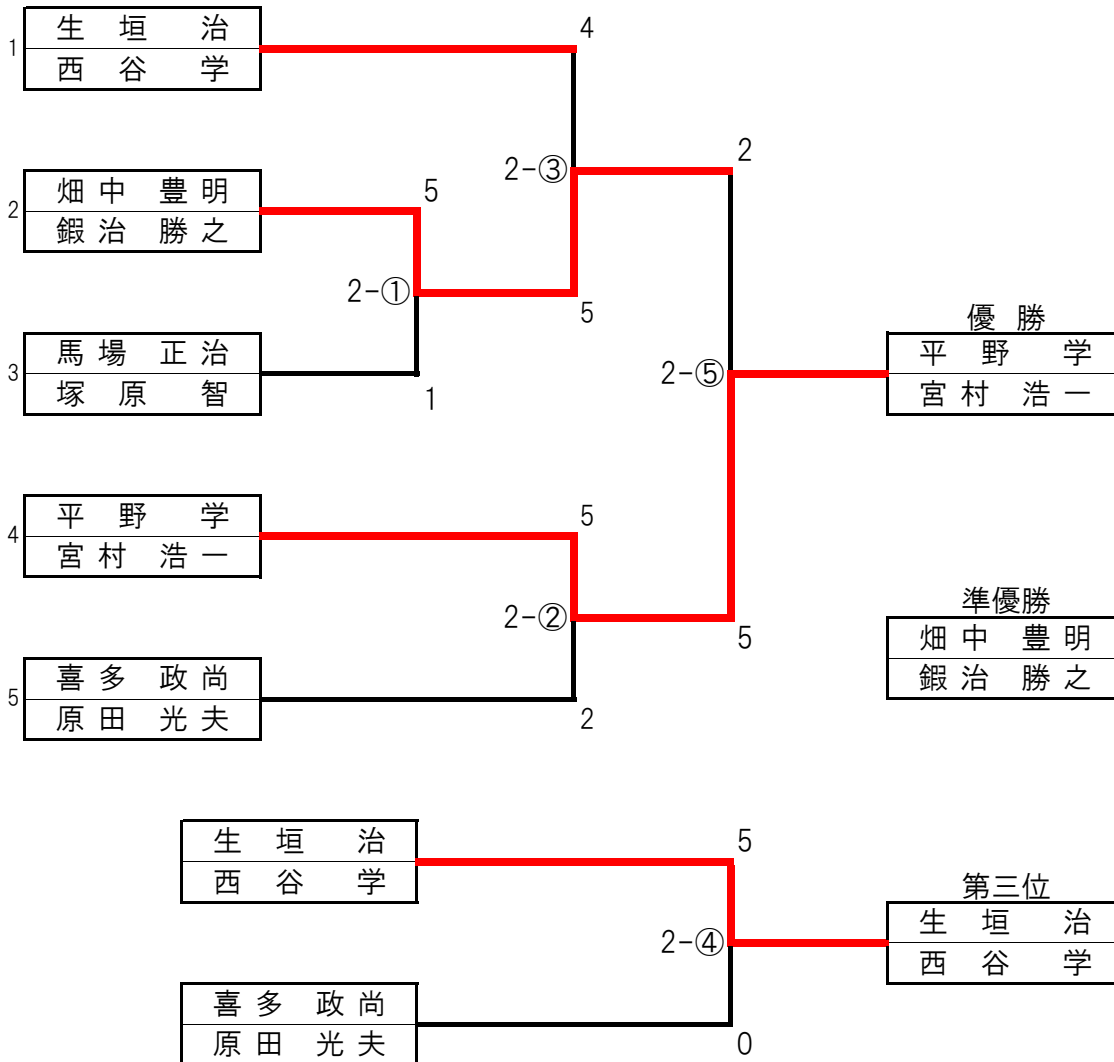 4
1
生垣 治
西谷 学
2-③
2
5
2
畑中 豊明
鍜治 勝之
2-①
5
優勝
3
馬場 正治
塚原 智
1
2-⑤
平野 学
宮村 浩一
5
4
平野 学
宮村 浩一
2-②
5
準優勝
畑中 豊明
鍜治 勝之
5
喜多 政尚
原田 光夫
2
生垣 治
西谷 学
5
2-④
第三位
生垣 治
西谷 学
喜多 政尚
原田 光夫
0